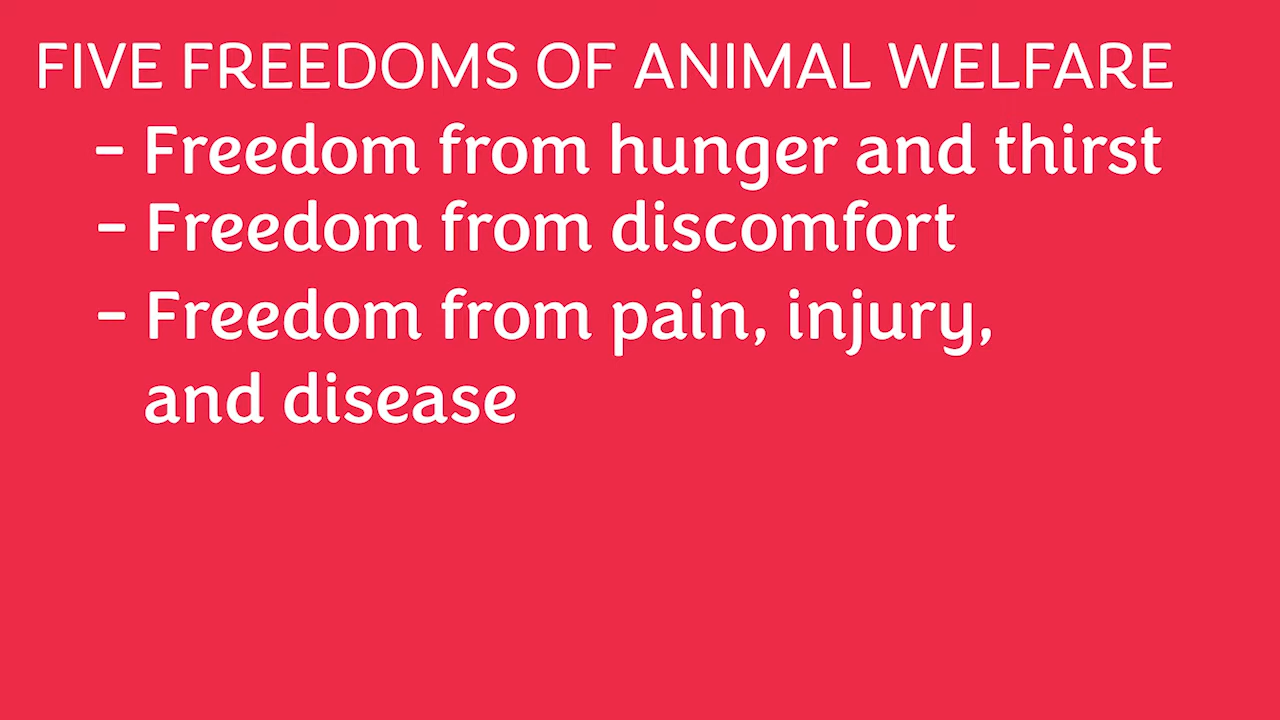 FIVE FREEDOMS OF ANIMAL WELFARE
- Freedom from hunger and thirst
- Freedom from discomfort
- Freedom from pain, injury,
and disease